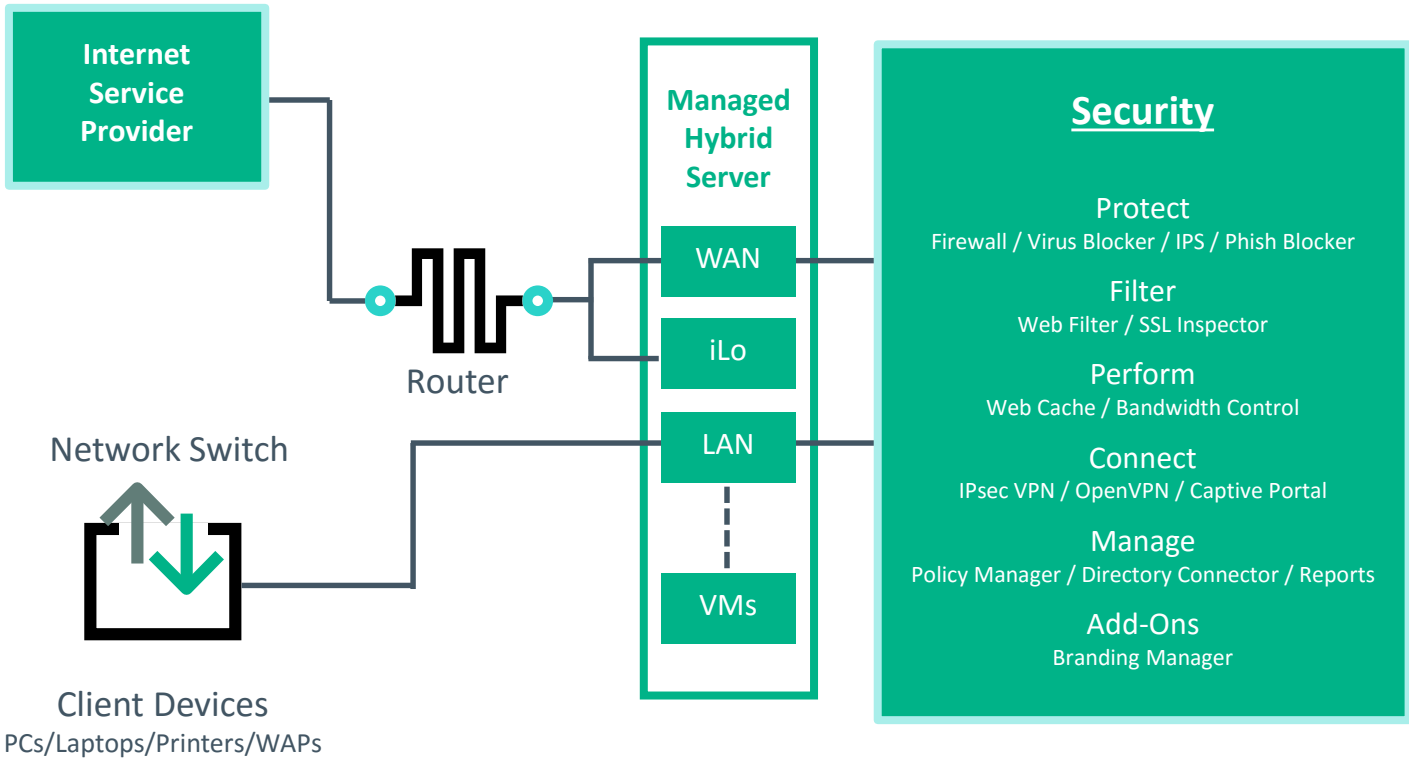 Internet
Service
Provider
Router
Network Switch
Client Devices
PCs/Laptops/Printers/WAPs
Managed
Hybrid
Server
WAN
iLo
LAN
VMs
Security
Protect
Firewall / Virus Blocker / IPS / Phish Blocker
Filter
Web Filter / SSL Inspector
Perform
Web Cache / Bandwidth Control
Connect
IPsec VPN / OpenVPN / Captive Portal
Manage
Policy Manager / Directory Connector / Reports
Add-Ons
Branding Manager